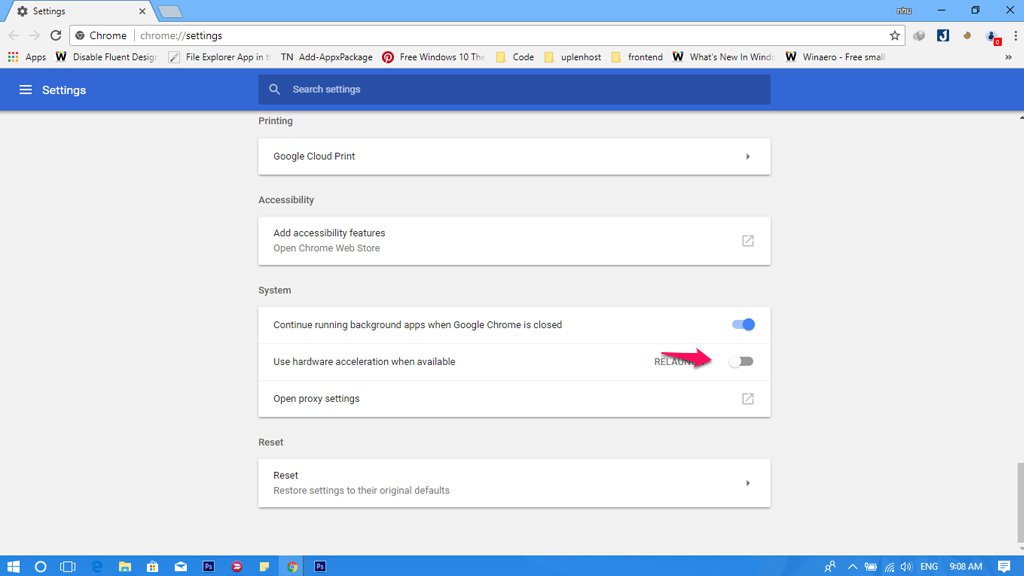 Settings
nhu
Chrome chrome://settings
Apps W Disable Fluent Desig File Explorer App in t TN Add-AppxPackage Free Windows 10 The Code uplenhost frontend W What's New In Windo W Winaero - Free small »
Settings
Search settings
Printing
Google Cloud Print
Accessibility
Add accessibility features
Open Chrome Web Store
System
Continue running background apps when Google Chrome is closed
Use hardware acceleration when available
Open proxy settings
Reset
Reset
Restore settings to their original defaults
Ps Ps ENG 9:08 AM